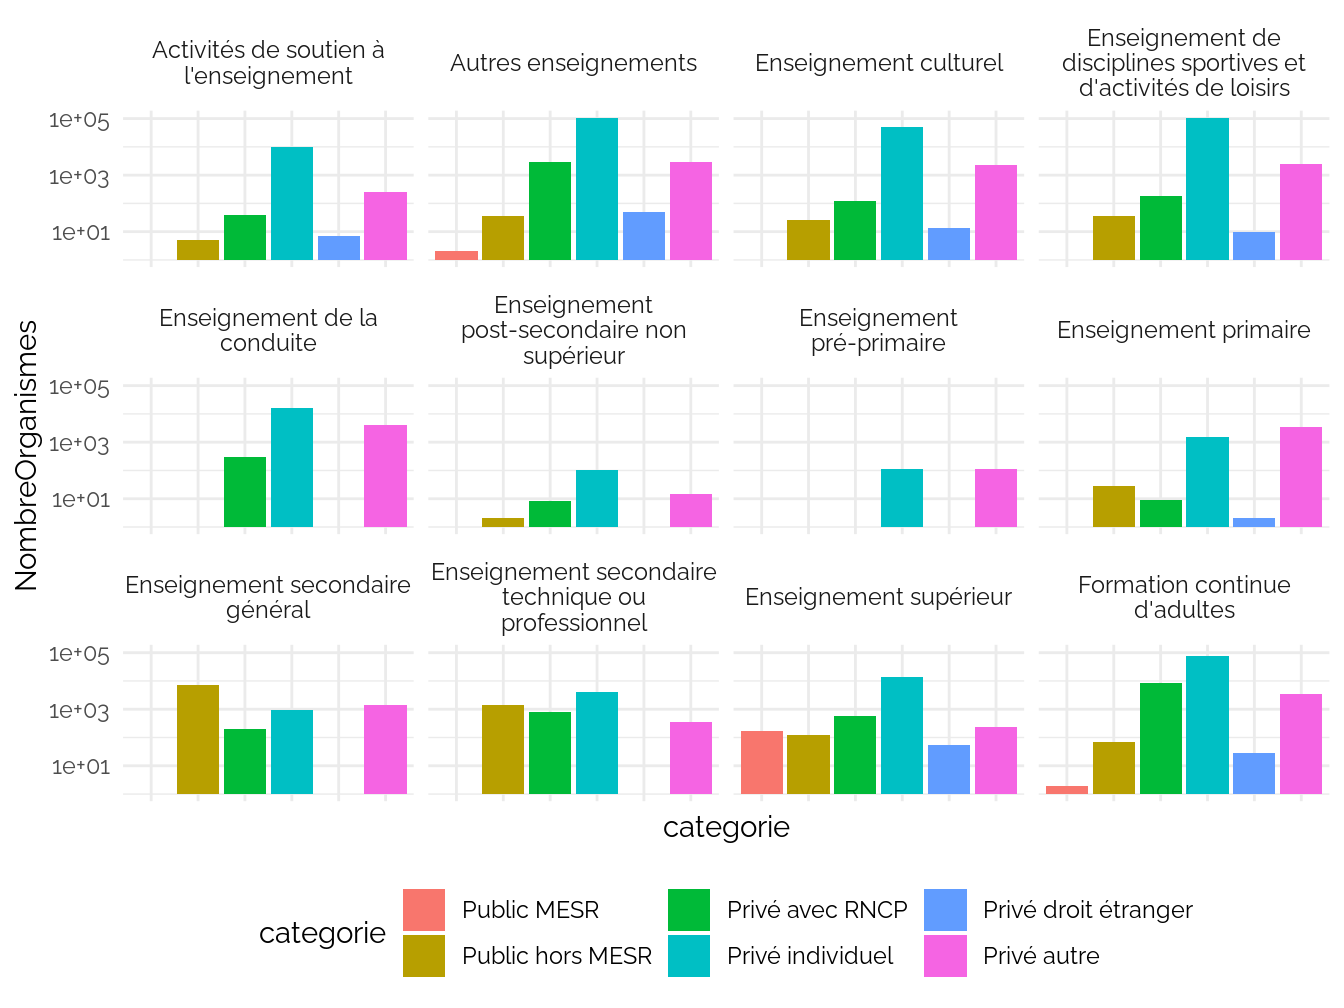 Activités de soutien à
l'enseignement
Autres enseignements
Enseignement culturel
Enseignement de
disciplines sportives et
d'activités de loisirs
1e+05
1e+03
1e+01
Enseignement de la
conduite
Enseignement
post-secondaire non
supérieur
Enseignement
pré-primaire
Enseignement primaire
1e+05
1e+03
1e+01
NombreOrganismes
Enseignement secondaire
général
Enseignement secondaire
technique ou
professionnel
Enseignement supérieur
Formation continue
d'adultes
1e+05
1e+03
1e+01
categorie
categorie
Public MESR
Public hors MESR
Privé avec RNCP
Privé individuel
Privé droit étranger
Privé autre